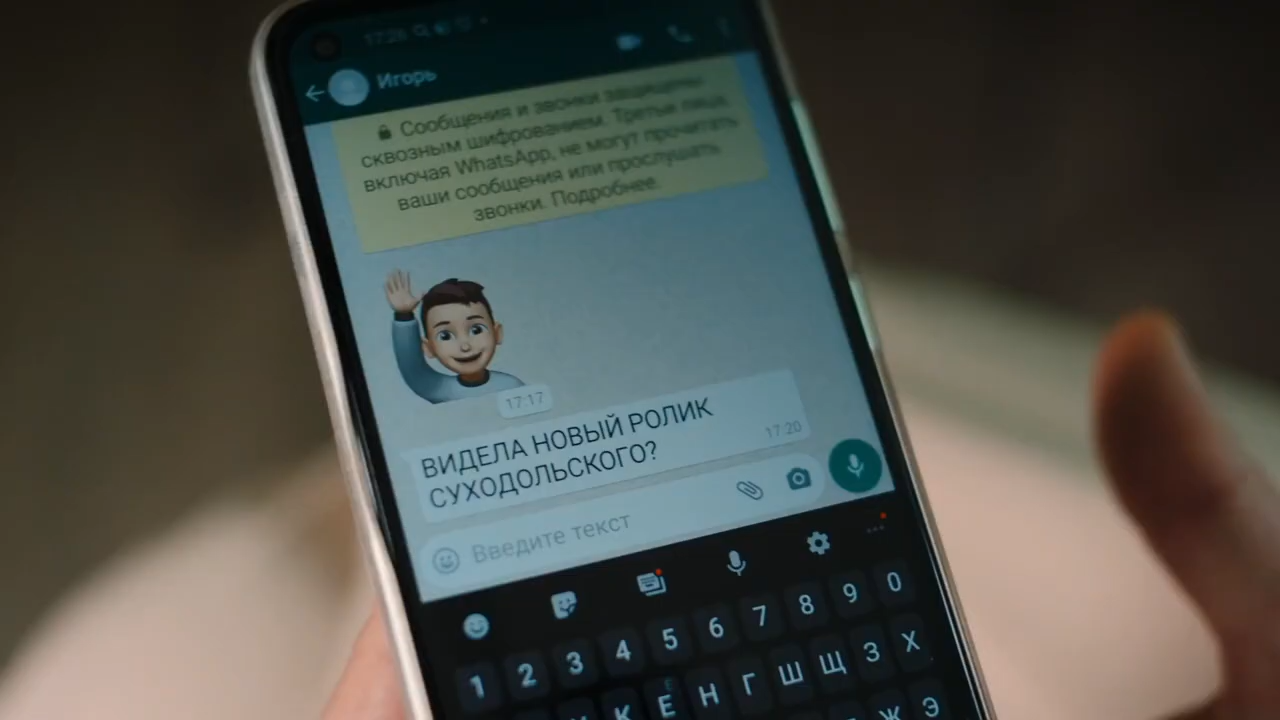 17:28
Игорь
Сообщения и звонки защищены
сквозным шифрованием. Третьи лица,
включая WhatsApp, не могут прочитать
ваши сообщения или прослушать
звонки. Подробнее.
17:17
ВИДЕЛА НОВЫЙ РОЛИК
СУХОДОЛЬСКОГО?
17:20
Введите текст
1 2 3 4 5 6 7 8 9 0
К Е Н Г Ш Щ З Х
Ж Э